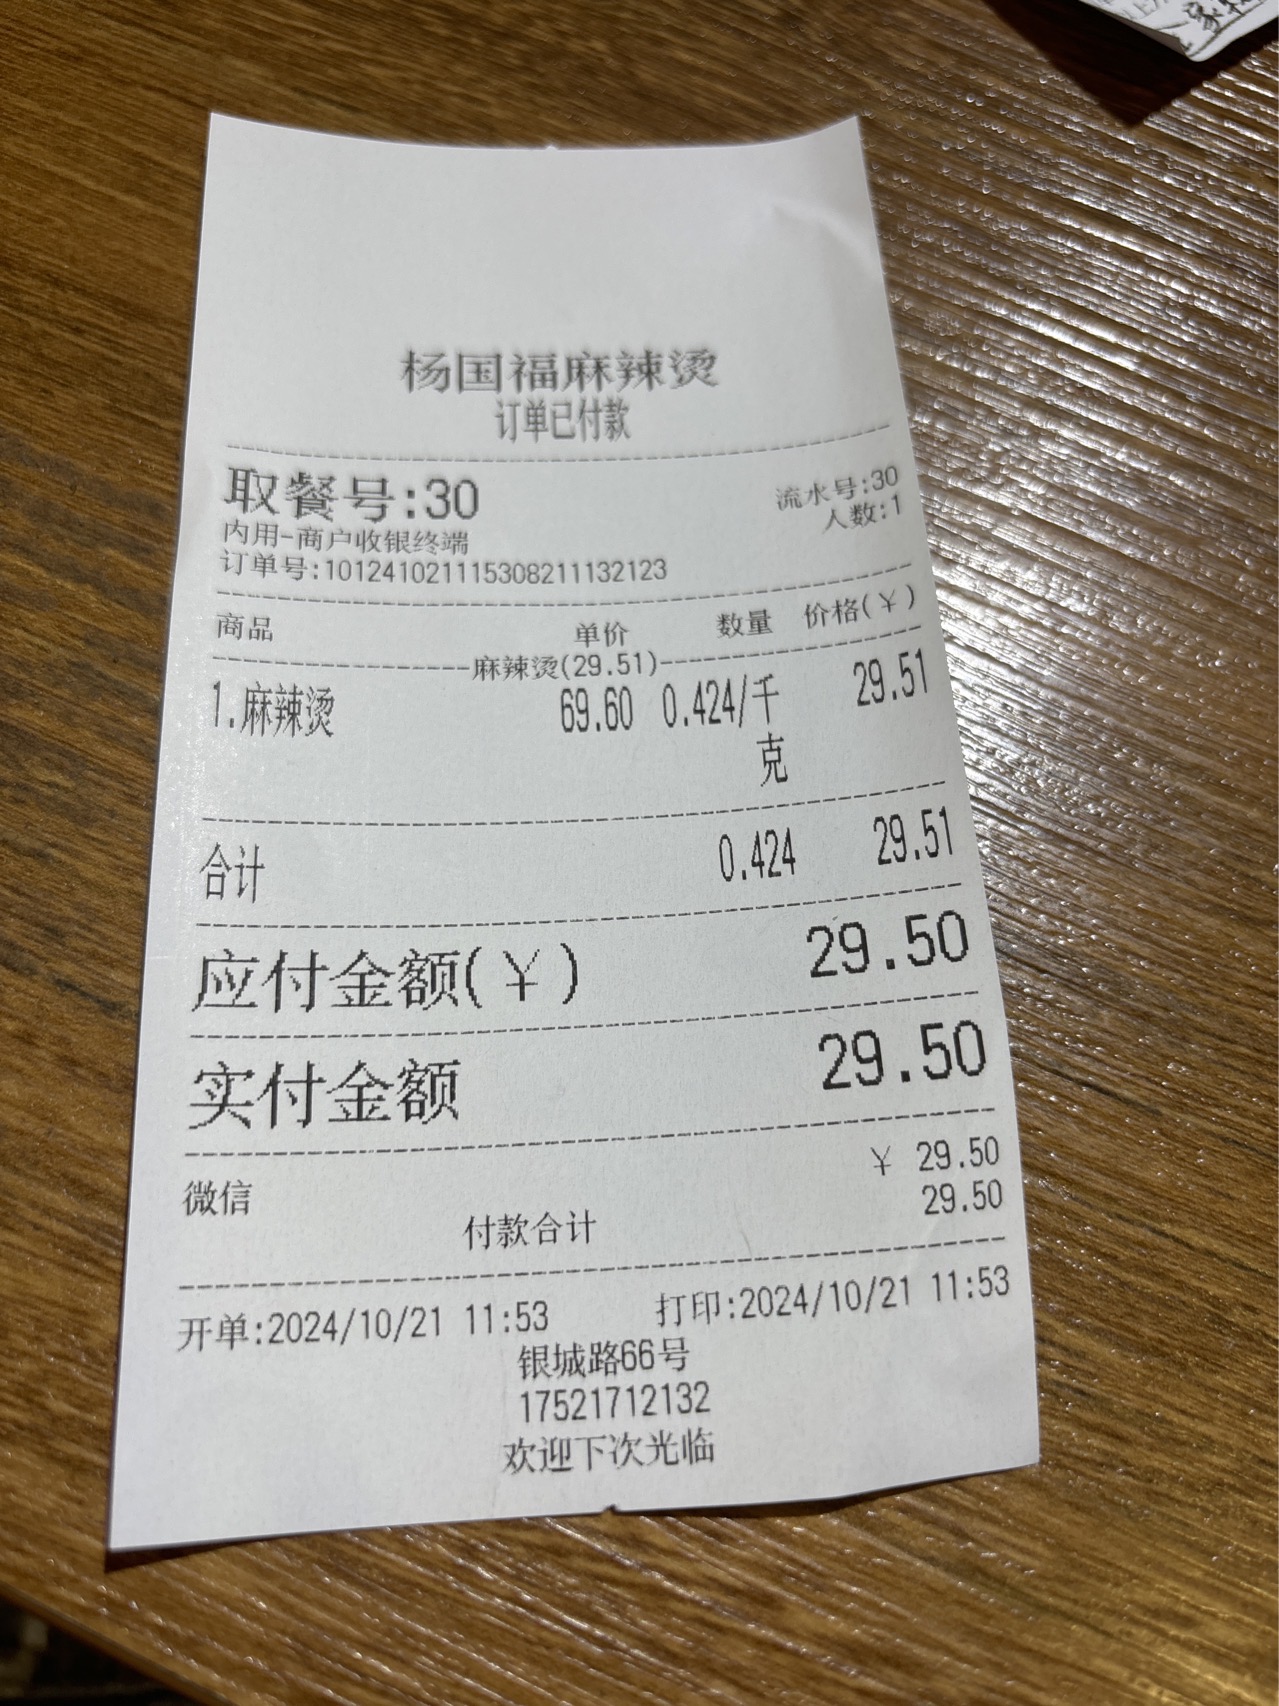 杨国福麻辣烫
订单已付款
取餐号:30 流水号:30
内用-商户收银终端 人数:1
订单号:101241021115308211132123
商品 单价 数量 价格(¥)
麻辣烫(29.51)
1.麻辣烫 69.60 0.424/千克 29.51
合计 0.424 29.51
应付金额(¥) 29.50
实付金额 29.50
微信 ¥ 29.50
付款合计 29.50
开单:2024/10/21 11:53 打印:2024/10/21 11:53
银城路66号
17521712132
欢迎下次光临